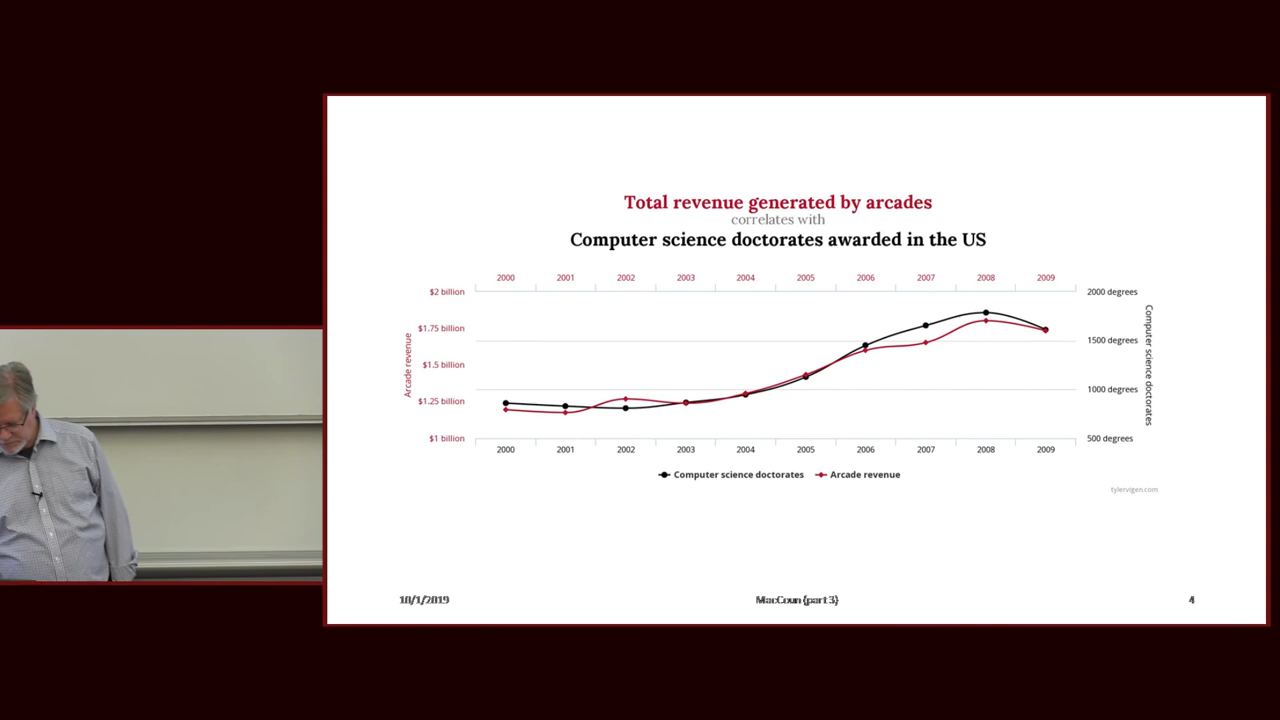 Total revenue generated by arcades
correlates with
Computer science doctorates awarded in the US
2000 2001 2002 2003 2004 2005 2006 2007 2008 2009
$2 billion
$1.75 billion
$1.5 billion
$1.25 billion
$1 billion
Arcade revenue
2000 degrees
1500 degrees
1000 degrees
500 degrees
Computer science doctorates
2000 2001 2002 2003 2004 2005 2006 2007 2008 2009
Computer science doctorates Arcade revenue
tylervigen.com
10/1/2019 MacCoun (part 3) 4